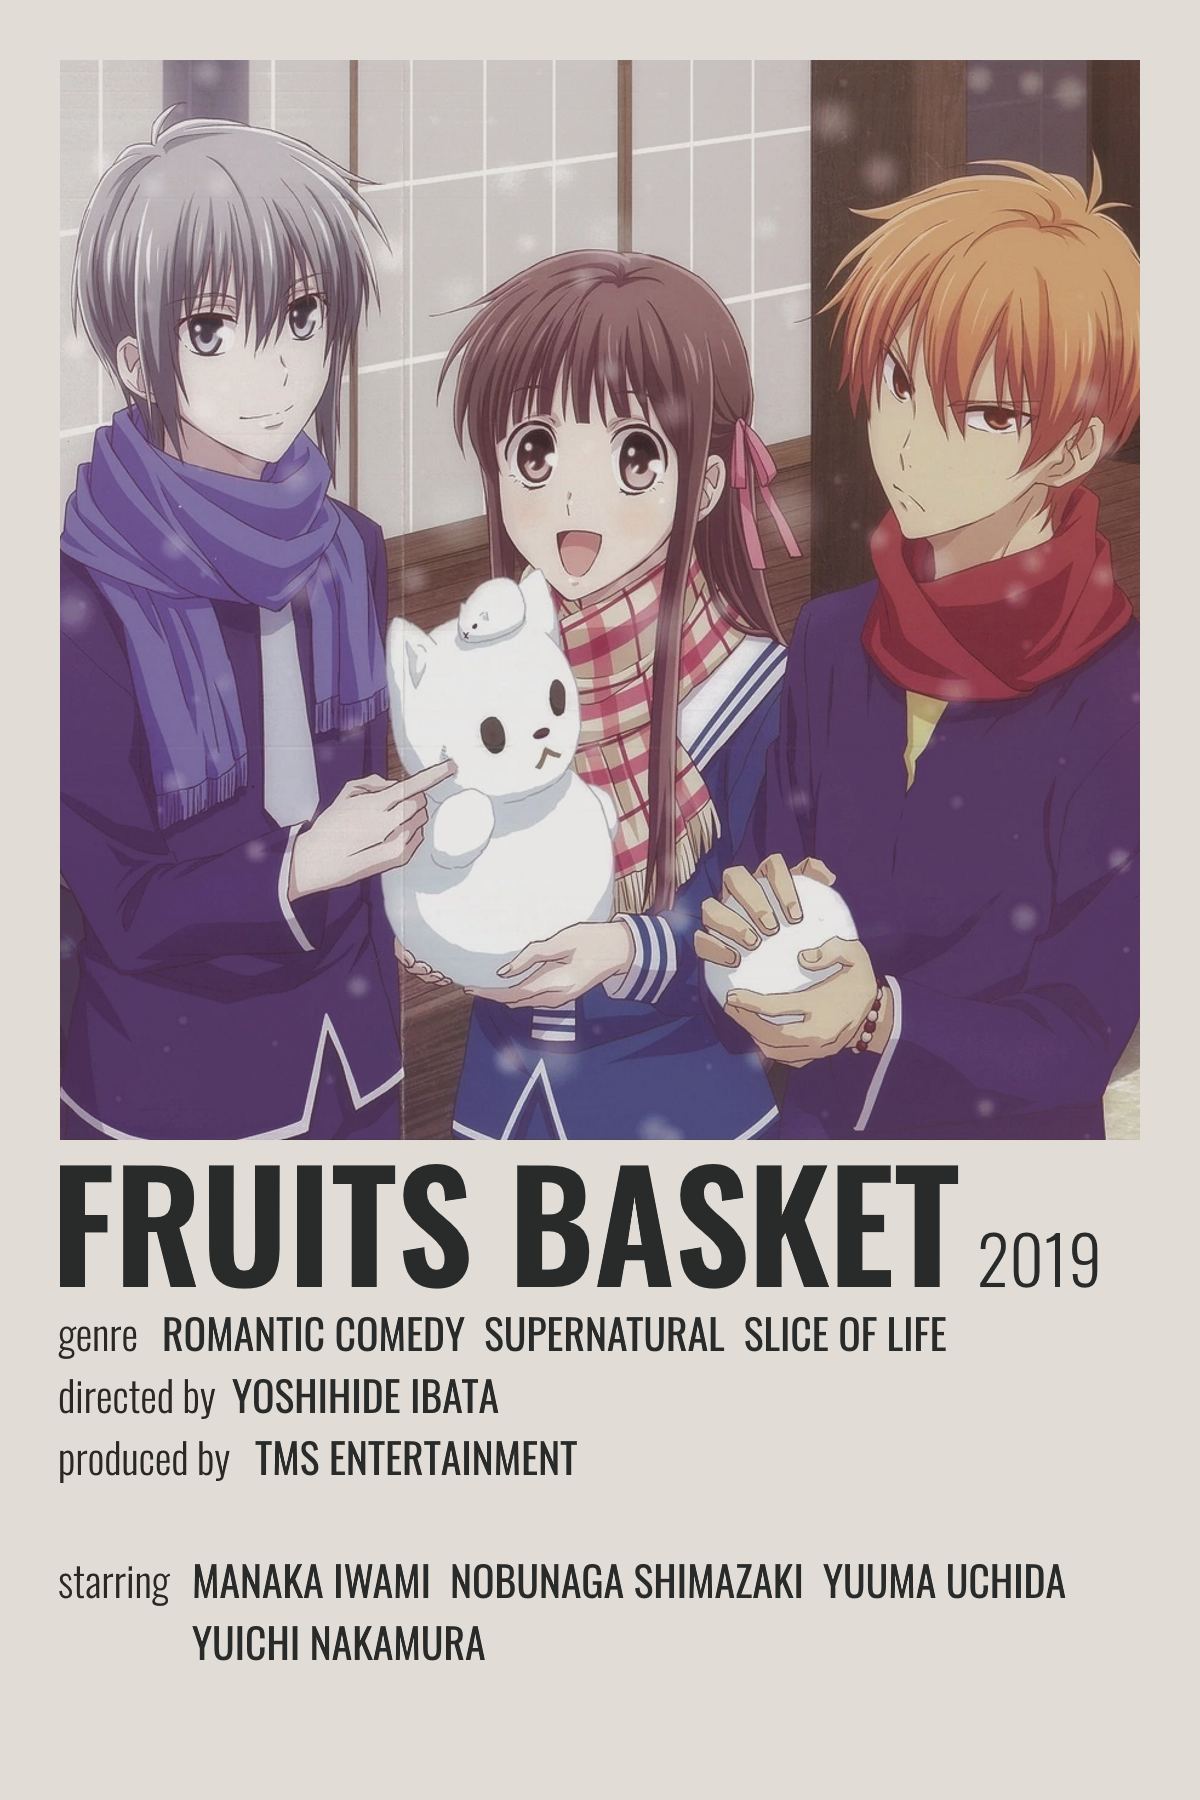 FRUITS BASKET 2019
genre ROMANTIC COMEDY SUPERNATURAL SLICE OF LIFE
directed by YOSHIHIDE IBATA
produced by TMS ENTERTAINMENT
starring MANAKA IWAMI NOBUNAGA SHIMAZAKI YUUMA UCHIDA
YUICHI NAKAMURA